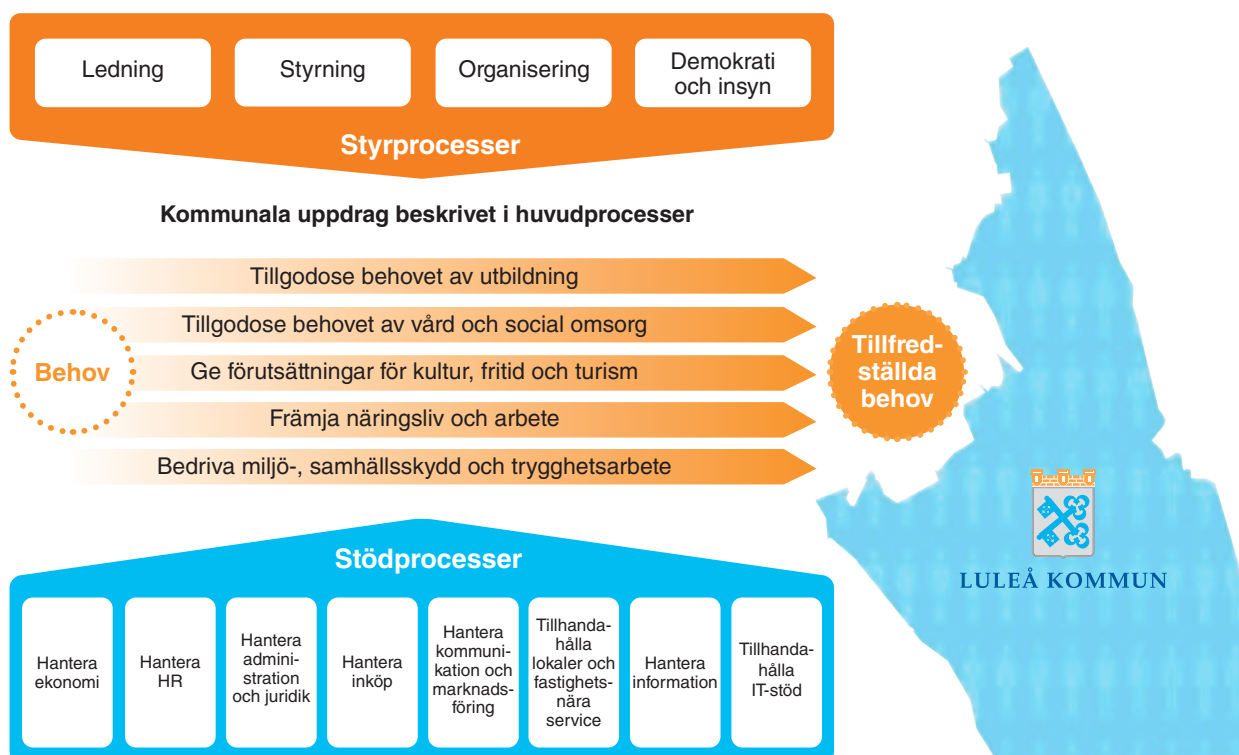 Ledning
Styrning
Organisering
Demokrati
och insyn
Styrprocesser
Kommunala uppdrag beskrivet i huvudprocesser
Tillgodose behovet av utbildning
Tillgodose behovet av vård och social omsorg
Ge förutsättningar för kultur, fritid och turism
Främja näringsliv och arbete
Bedriva miljö-, samhällsskydd och trygghetsarbete
Behov
Tillfred-
ställda
behov
LULEÅ KOMMUN
Stödprocesser
Hantera
ekonomi
Hantera
HR
Hantera
admini-
stration
och juridik
Hantera
inköp
Hantera
kommuni-
kation och
marknads-
föring
Tillhanda-
hålla
lokaler och
fastighets-
nära
service
Hantera
information
Tillhanda-
hålla
IT-stöd